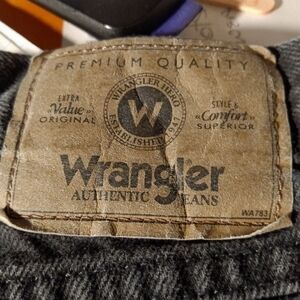 PREMIUM QUALITY
WRANGLER HERO
W
ESTABLISHED 1947
EXTRA
«Value»
ORIGINAL
STYLE &
«Comfort»
SUPERIOR
Wrangler
AUTHENTIC JEANS
WA783